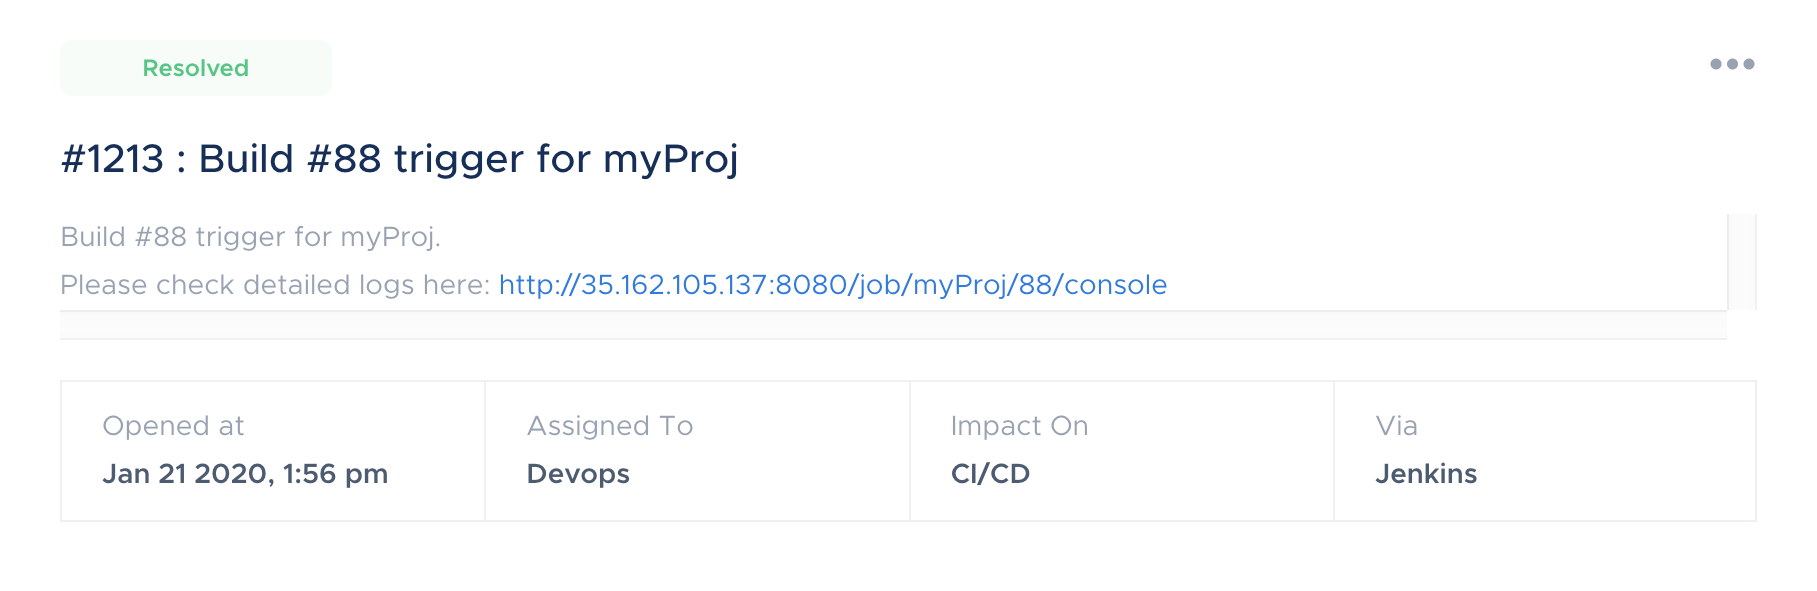 Resolved
#1213 : Build #88 trigger for myProj
Build #88 trigger for myProj.
Please check detailed logs here: http://35.162.105.137:8080/job/myProj/88/console
Opened at
Jan 21 2020, 1:56 pm
Assigned To
Devops
Impact On
CI/CD
Via
Jenkins